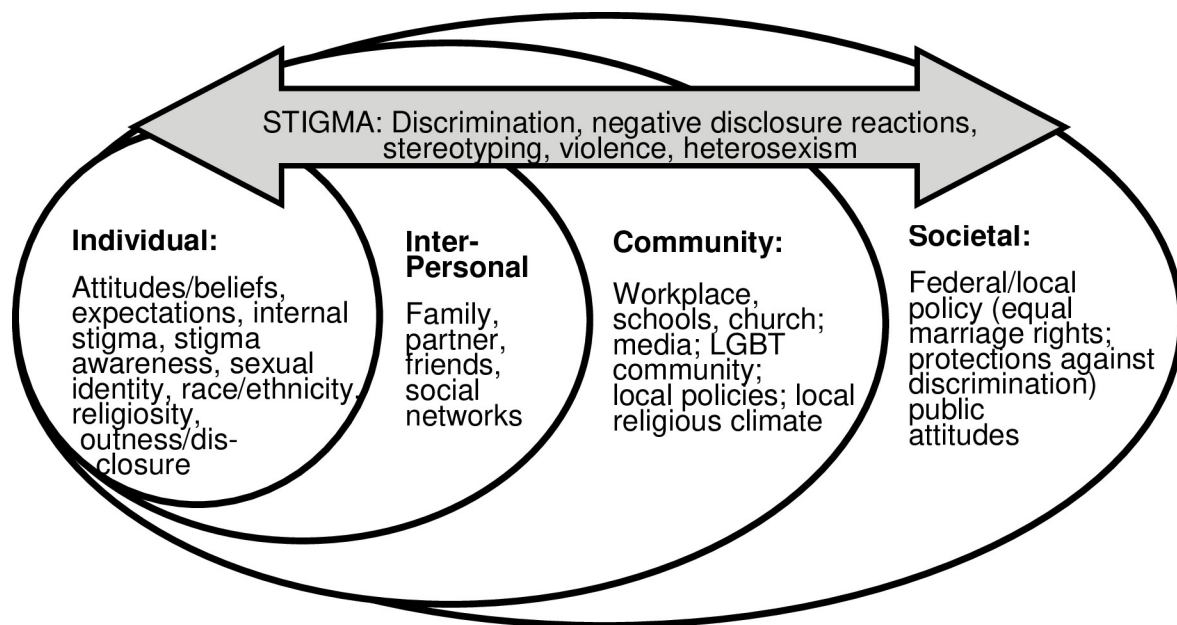 STIGMA: Discrimination, negative disclosure reactions,
stereotyping, violence, heterosexism
Individual:
Attitudes/beliefs,
expectations, internal
stigma, stigma
awareness, sexual
identity, race/ethnicity,
religiosity,
outness/dis-
closure
Inter-
Personal
Family,
partner,
friends,
social
networks
Community:
Workplace,
schools, church;
media; LGBT
community;
local policies; local
religious climate
Societal:
Federal/local
policy (equal
marriage rights;
protections against
discrimination)
public
attitudes